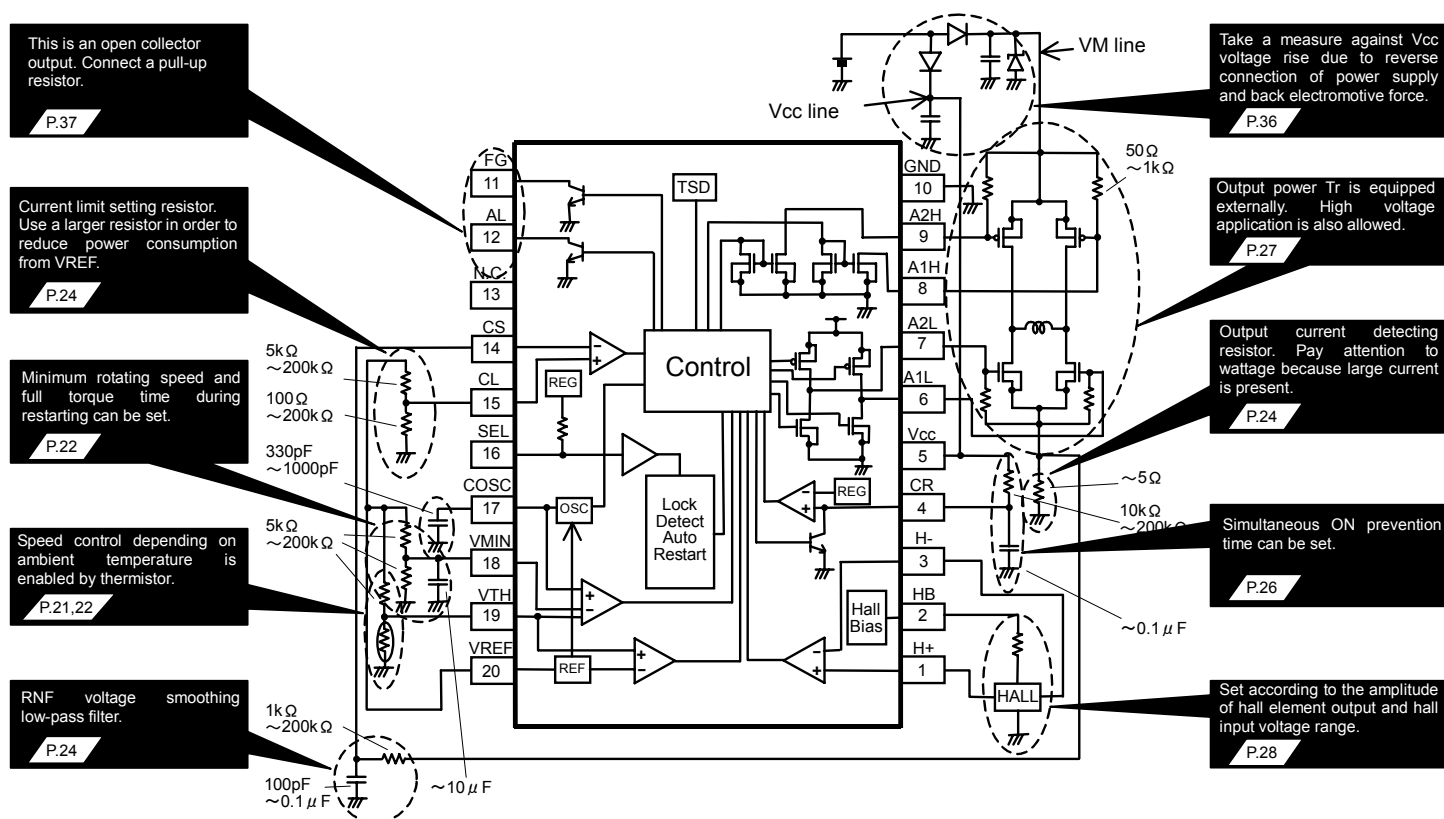 This is an open collector
output. Connect a pull-up
resistor.
P.37
Current limit setting resistor.
Use a larger resistor in order to
reduce power consumption
from VREF.
P.24
Minimum rotating speed and
full torque time during
restarting can be set.
P.22
Speed control depending on
ambient temperature is
enabled by thermistor.
P.21,22
RNF voltage smoothing
low-pass filter.
P.24
5kΩ
~200kΩ
100Ω
~200kΩ
330pF
~1000pF
5kΩ
~200kΩ
1kΩ
~200kΩ
100pF
~0.1μF
~10μF
FG
11
AL
12
N.C.
13
CS
14
CL
15
SEL
16
COSC
17
VMIN
18
VTH
19
VREF
20
TSD
Control
REG
OSC
Lock
Detect
Auto
Restart
REF
REG
Hall
Bias
GND
10
A2H
9
A1H
8
A2L
7
A1L
6
Vcc
5
CR
4
H-
3
HB
2
H+
1
Vcc line
VM line
50Ω
~1kΩ
~5Ω
10kΩ
~200kΩ
~0.1μF
HALL
Take a measure against Vcc
voltage rise due to reverse
connection of power supply
and back electromotive force.
P.36
Output power Tr is equipped
externally. High voltage
application is also allowed.
P.27
Output current detecting
resistor. Pay attention to
wattage because large current
is present.
P.24
Simultaneous ON prevention
time can be set.
P.26
Set according to the amplitude
of hall element output and hall
input voltage range.
P.28